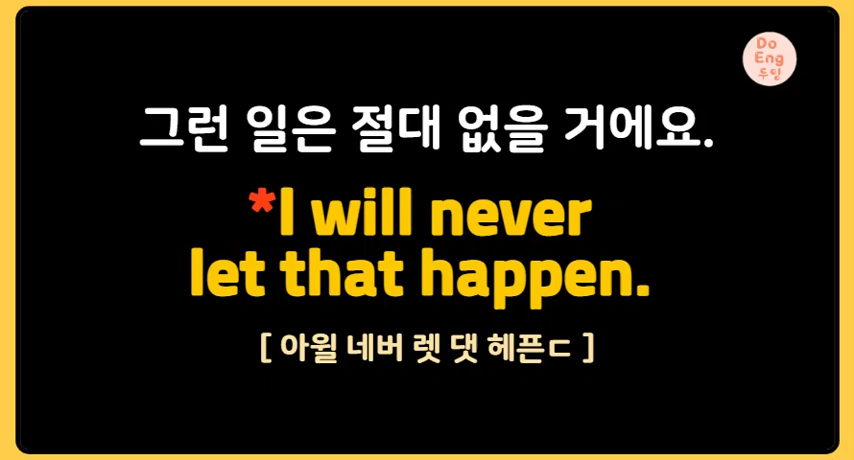 Do
Eng
두잉
그런 일은 절대 없을 거에요.
*I will never
let that happen.
[ 아윌 네버 렛 댓 헤픈ㄷ ]